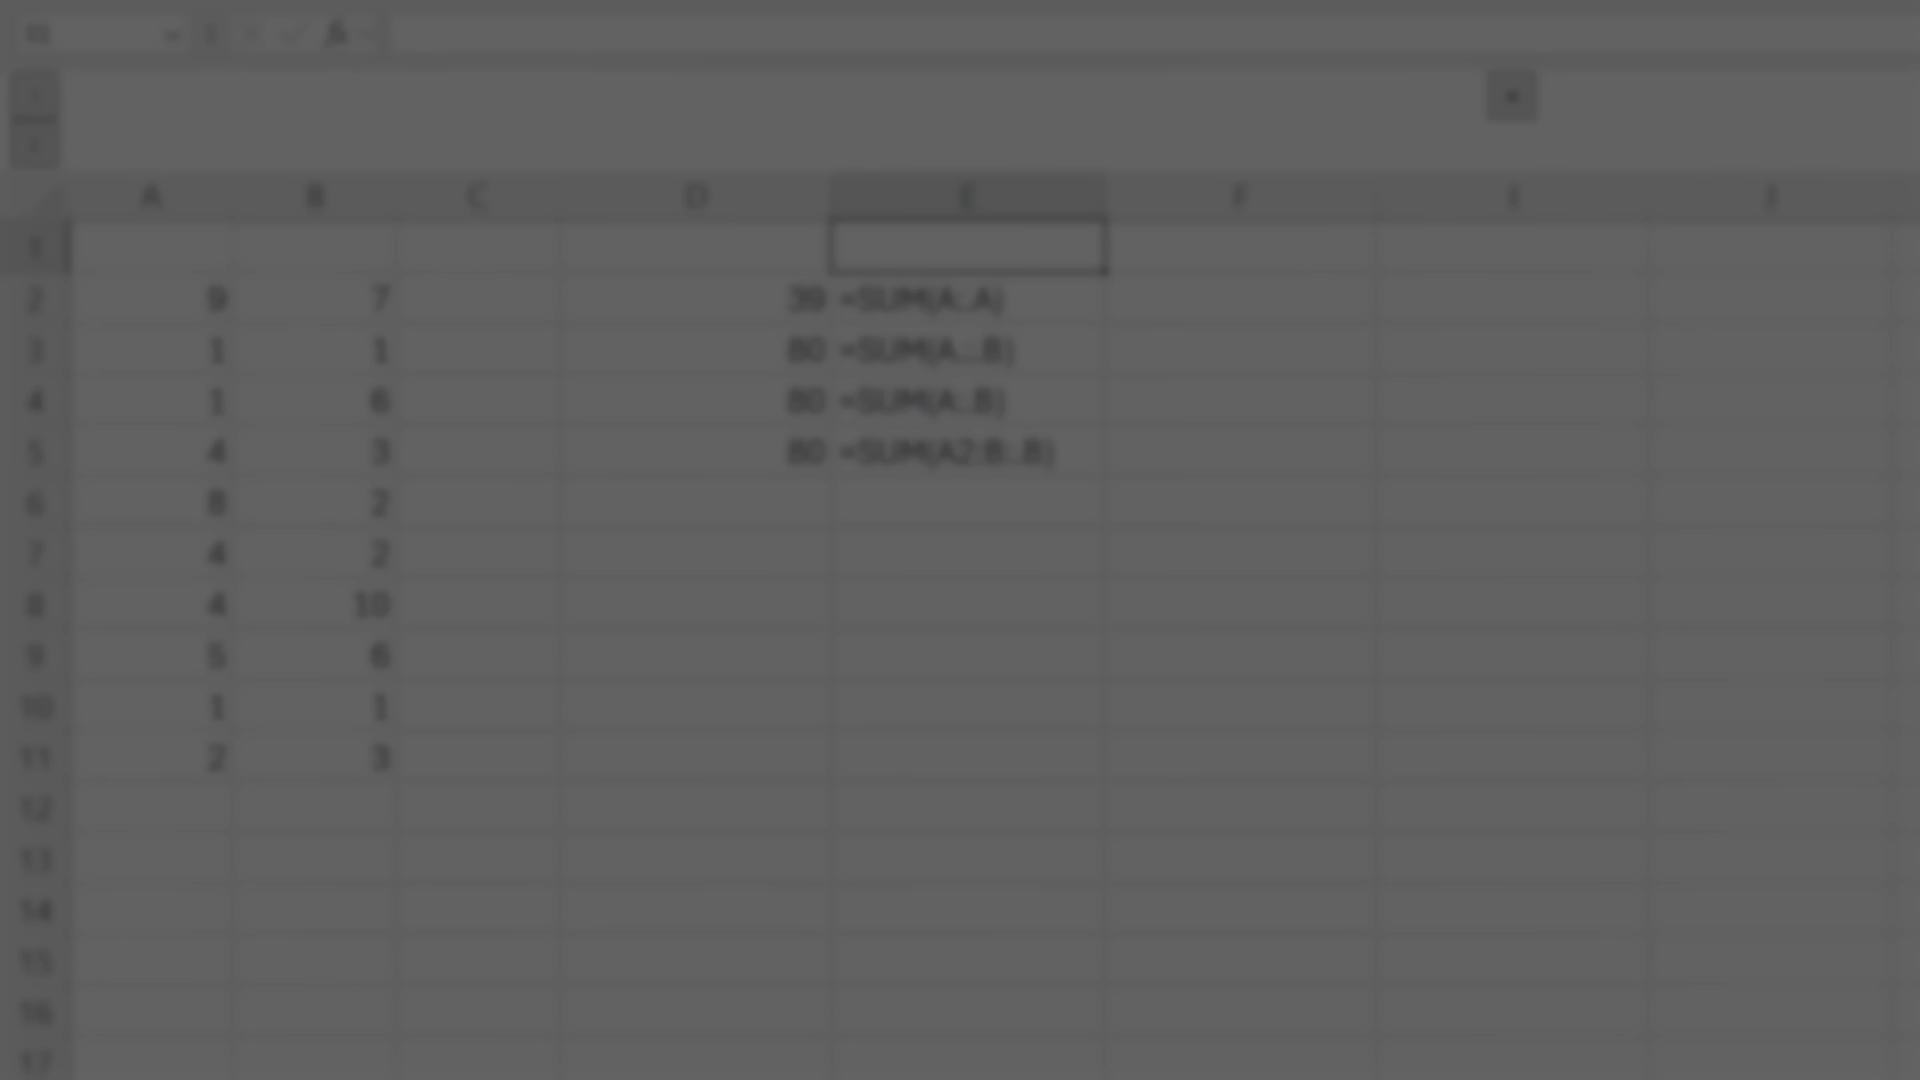 A B C D E F I J
1
2 9 7 39 =SUM(A:.A)
3 1 1 80 =SUM(A.:.B)
4 1 6 80 =SUM(A:.B)
5 4 3 80 =SUM(A2:B:.B)
6 8 2
7 4 2
8 4 10
9 5 6
10 1 1
11 2 3
12
13
14
15
16
17